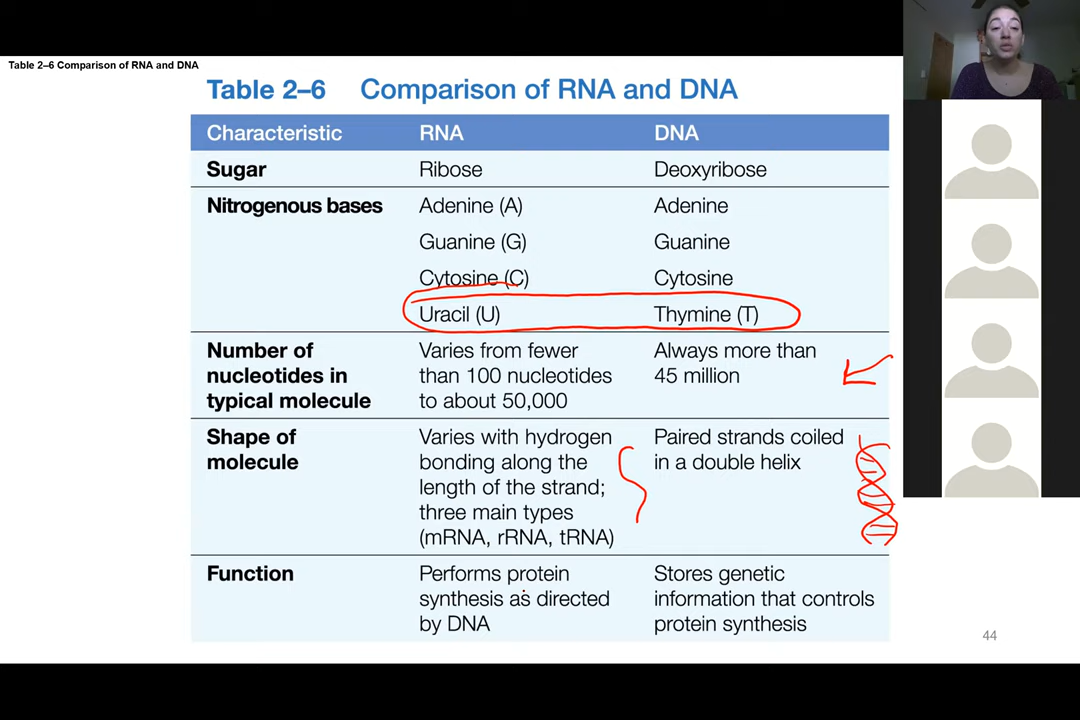 Table 2–6 Comparison of RNA and DNA
Table 2–6 Comparison of RNA and DNA
Characteristic RNA DNA
Sugar Ribose Deoxyribose
Nitrogenous bases Adenine (A) Adenine
Guanine (G) Guanine
Cytosine (C) Cytosine
Uracil (U) Thymine (T)
Number of Varies from fewer Always more than
nucleotides in than 100 nucleotides 45 million
typical molecule to about 50,000
Shape of Varies with hydrogen Paired strands coiled
molecule bonding along the in a double helix
length of the strand;
three main types
(mRNA, rRNA, tRNA)
Function Performs protein Stores genetic
synthesis as directed information that controls
by DNA protein synthesis
44